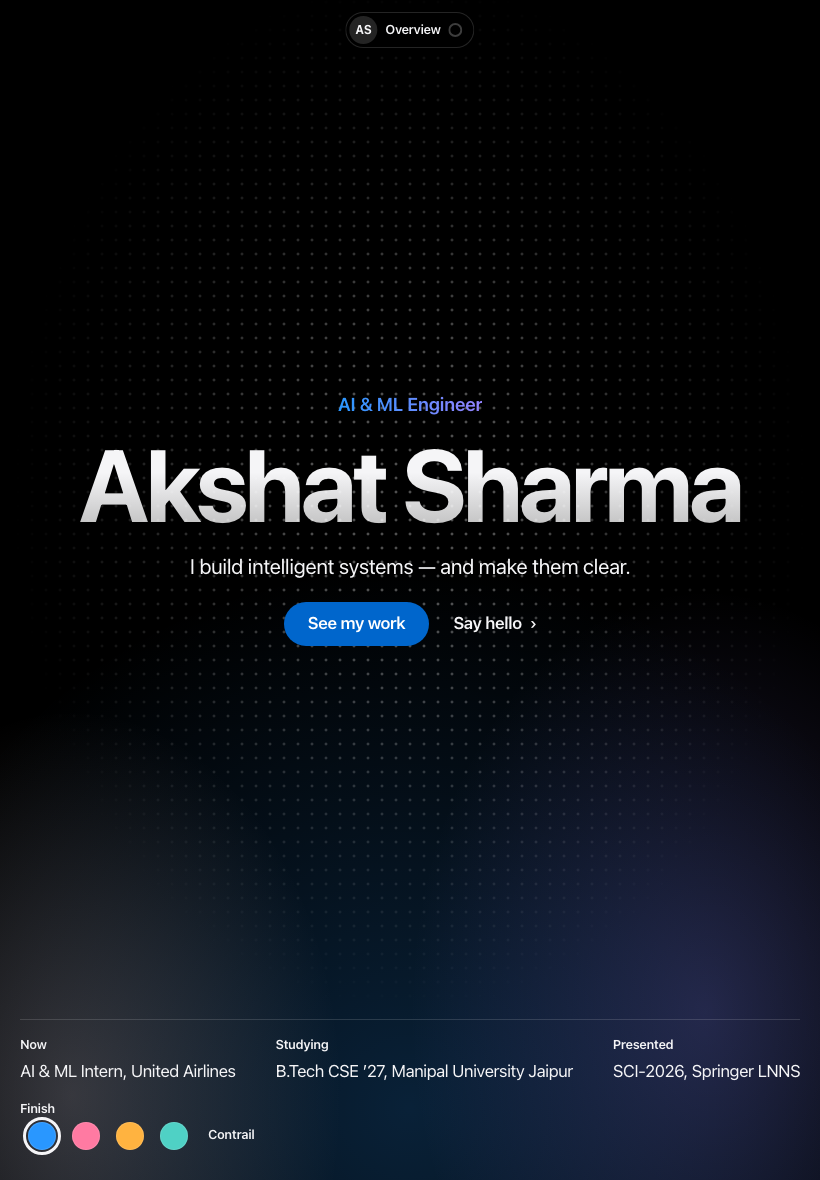 AS Overview
AI & ML Engineer
Akshat Sharma
I build intelligent systems — and make them clear.
See my work
Say hello ›
Now
AI & ML Intern, United Airlines
Studying
B.Tech CSE ’27, Manipal University Jaipur
Presented
SCI-2026, Springer LNNS
Finish
Contrail